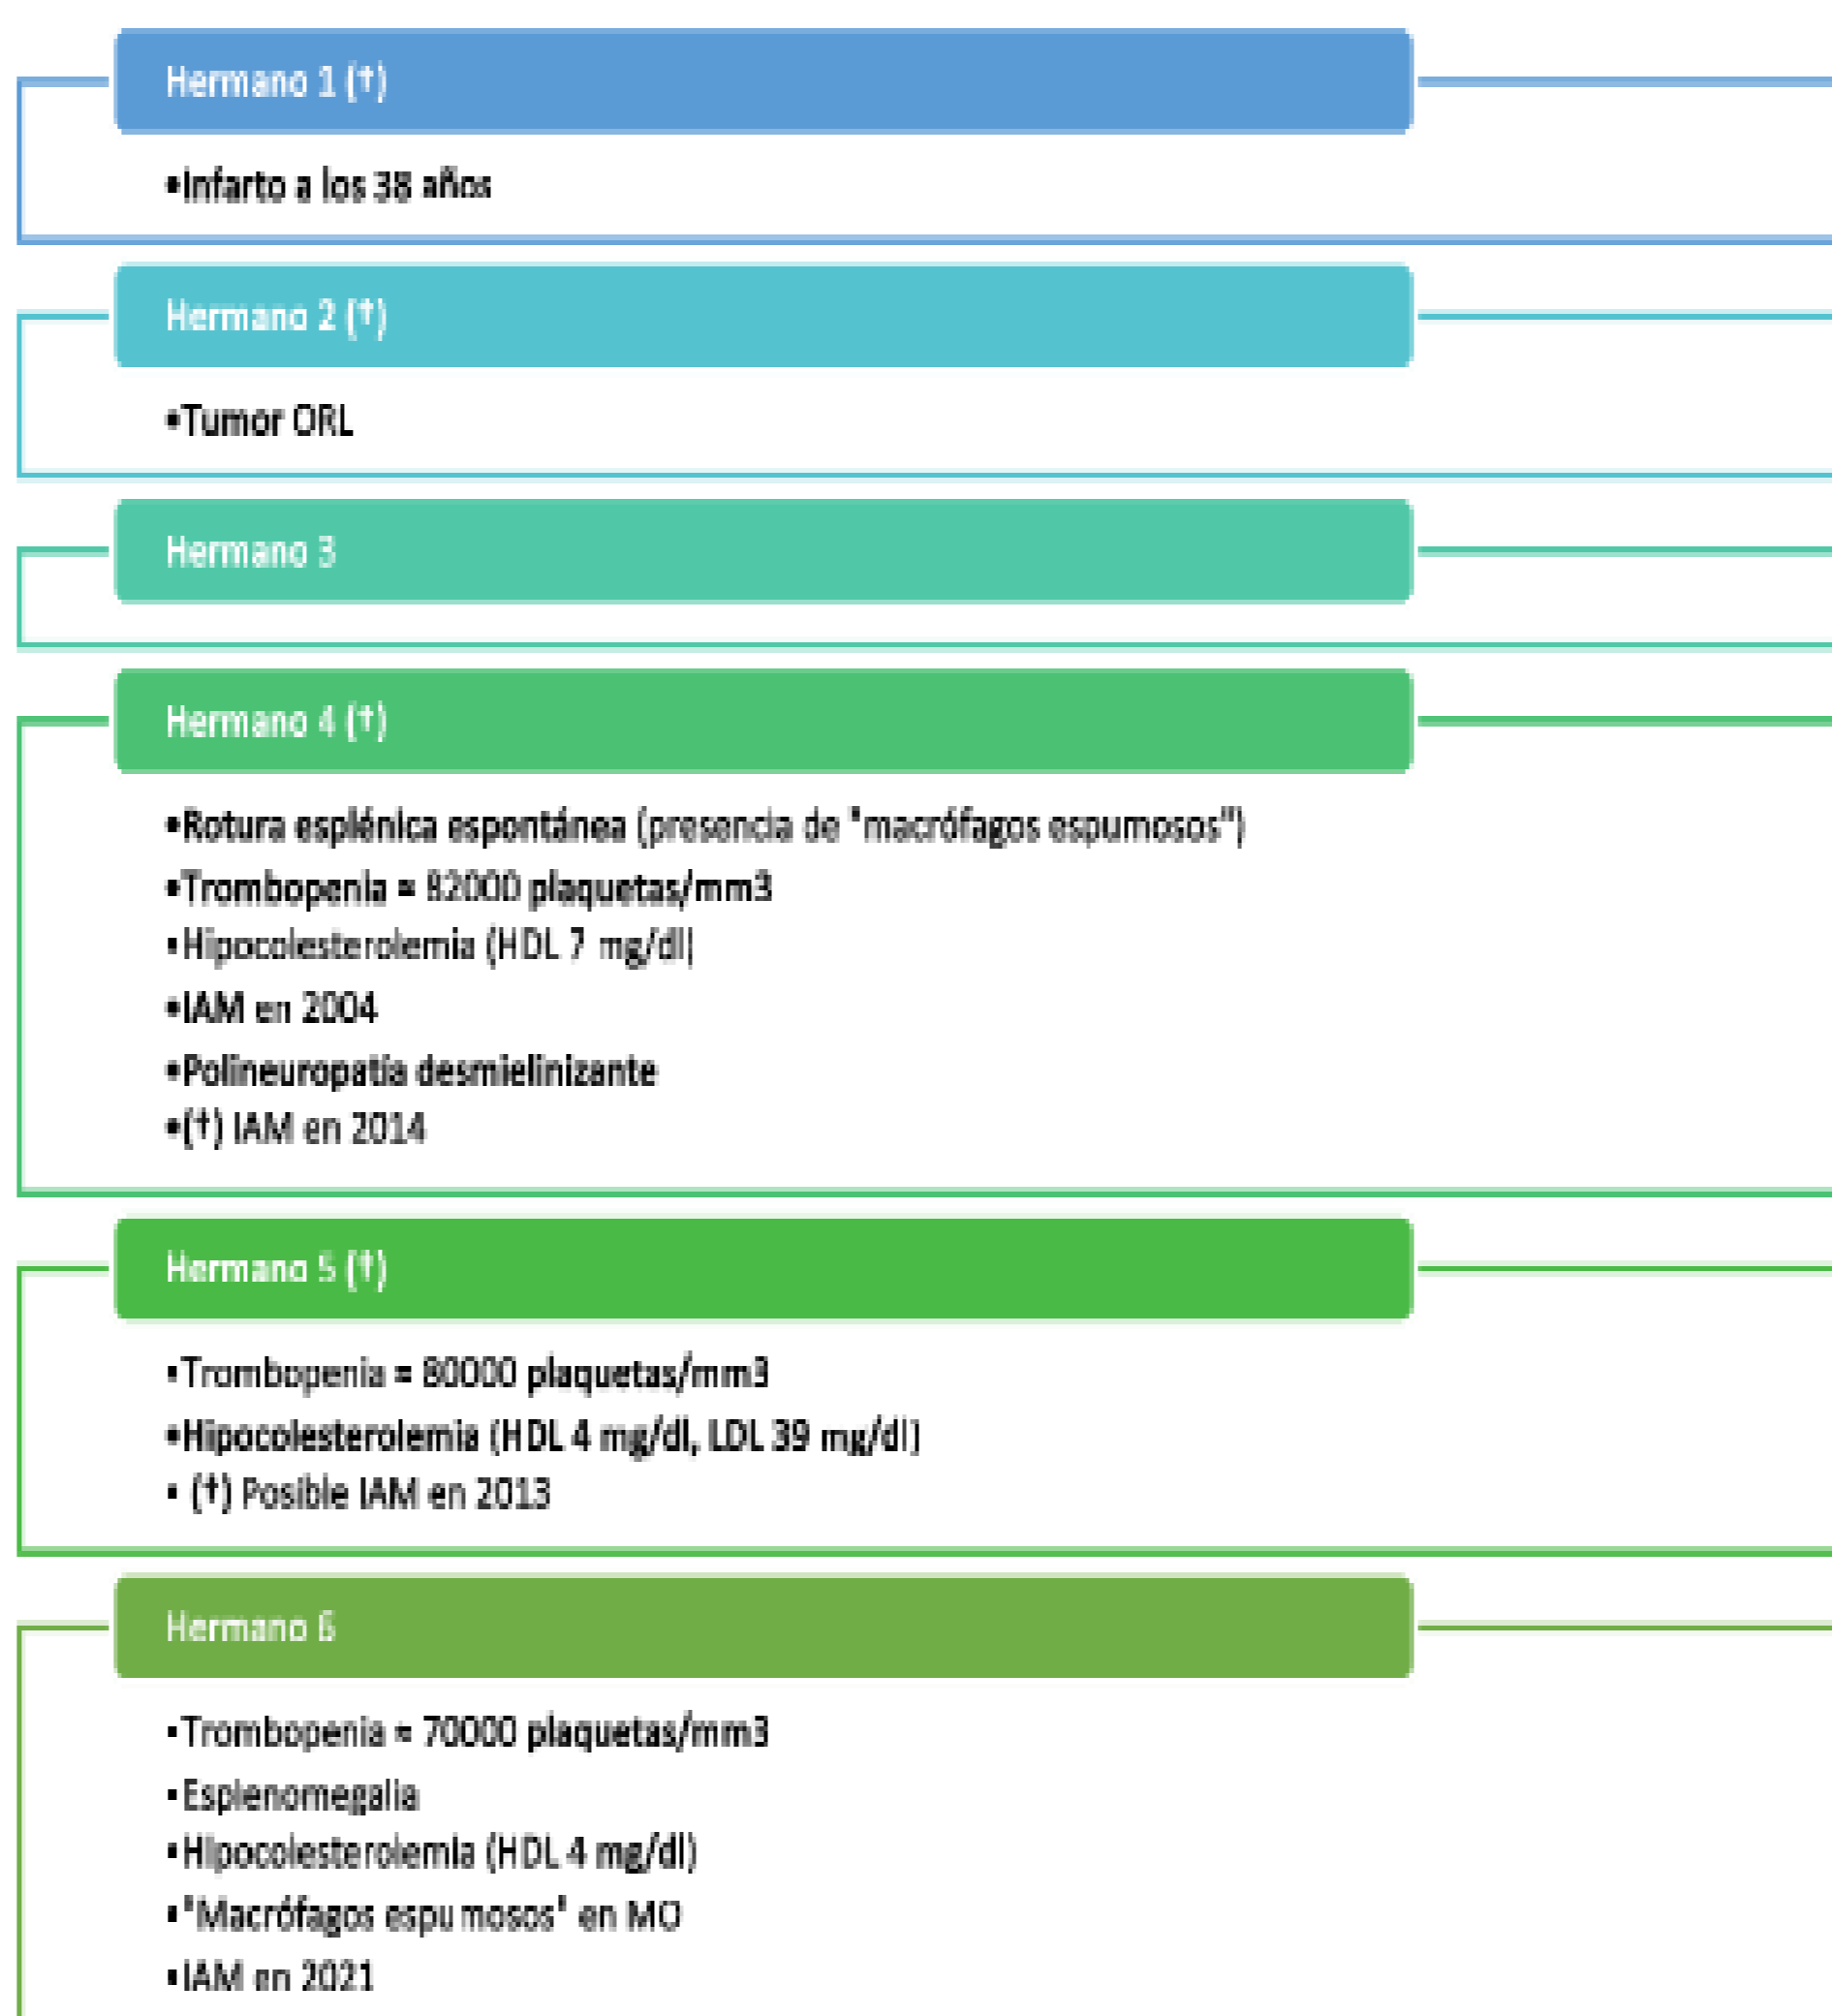 Hermano 1 (†)
•Infarto a los 38 años
Hermano 2 (†)
•Tumor ORL
Hermano 3
Hermano 4 (†)
•Rotura esplénica espontánea (presencia de "macrófagos espumosos")
•Trombopenia ≈ 82000 plaquetas/mm3
•Hipocolesterolemia (HDL 7 mg/dl)
•IAM en 2004
•Polineuropatía desmielinizante
•(†) IAM en 2014
Hermano 5 (†)
•Trombopenia ≈ 80000 plaquetas/mm3
•Hipocolesterolemia (HDL 4 mg/dl, LDL 39 mg/dl)
• (†) Posible IAM en 2013
Hermano 6
•Trombopenia ≈ 70000 plaquetas/mm3
•Esplenomegalia
•Hipocolesterolemia (HDL 4 mg/dl)
•"Macrófagos espumosos" en MO
•IAM en 2021